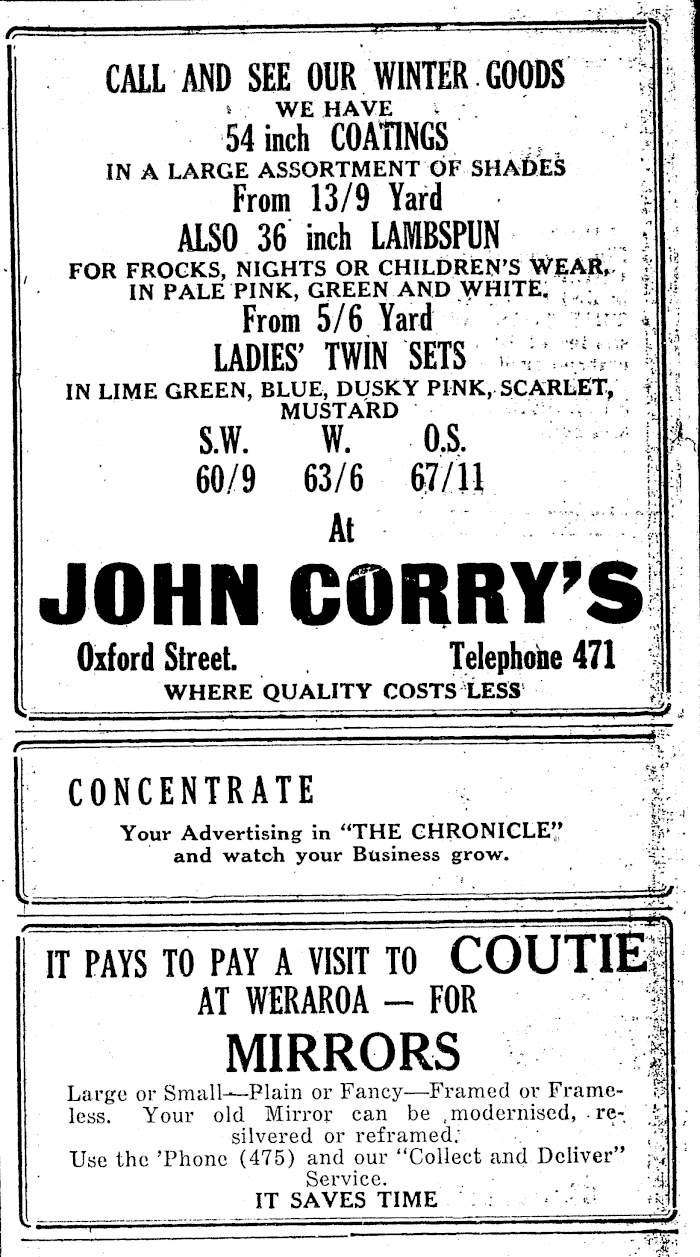 CALL AND SEE OUR WINTER GOODS
WE HAVE
54 inch COATINGS
IN A LARGE ASSORTMENT OF SHADES
From 13/9 Yard
ALSO 36 inch LAMBSPUN
FOR FROCKS, NIGHTS OR CHILDREN'S WEAR,
IN PALE PINK, GREEN AND WHITE.
From 5/6 Yard
LADIES' TWIN SETS
IN LIME GREEN, BLUE, DUSKY PINK, SCARLET,
MUSTARD
S.W. W. O.S.
60/9 63/6 67/11
At
JOHN CORRY'S
Oxford Street. Telephone 471
WHERE QUALITY COSTS LESS
CONCENTRATE
Your Advertising in "THE CHRONICLE"
and watch your Business grow.
IT PAYS TO PAY A VISIT TO COUTIE
AT WERAROA — FOR
MIRRORS
Large or Small—Plain or Fancy—Framed or Frame-
less. Your old Mirror can be modernised, re-
silvered or reframed.
Use the 'Phone (475) and our "Collect and Deliver"
Service.
IT SAVES TIME